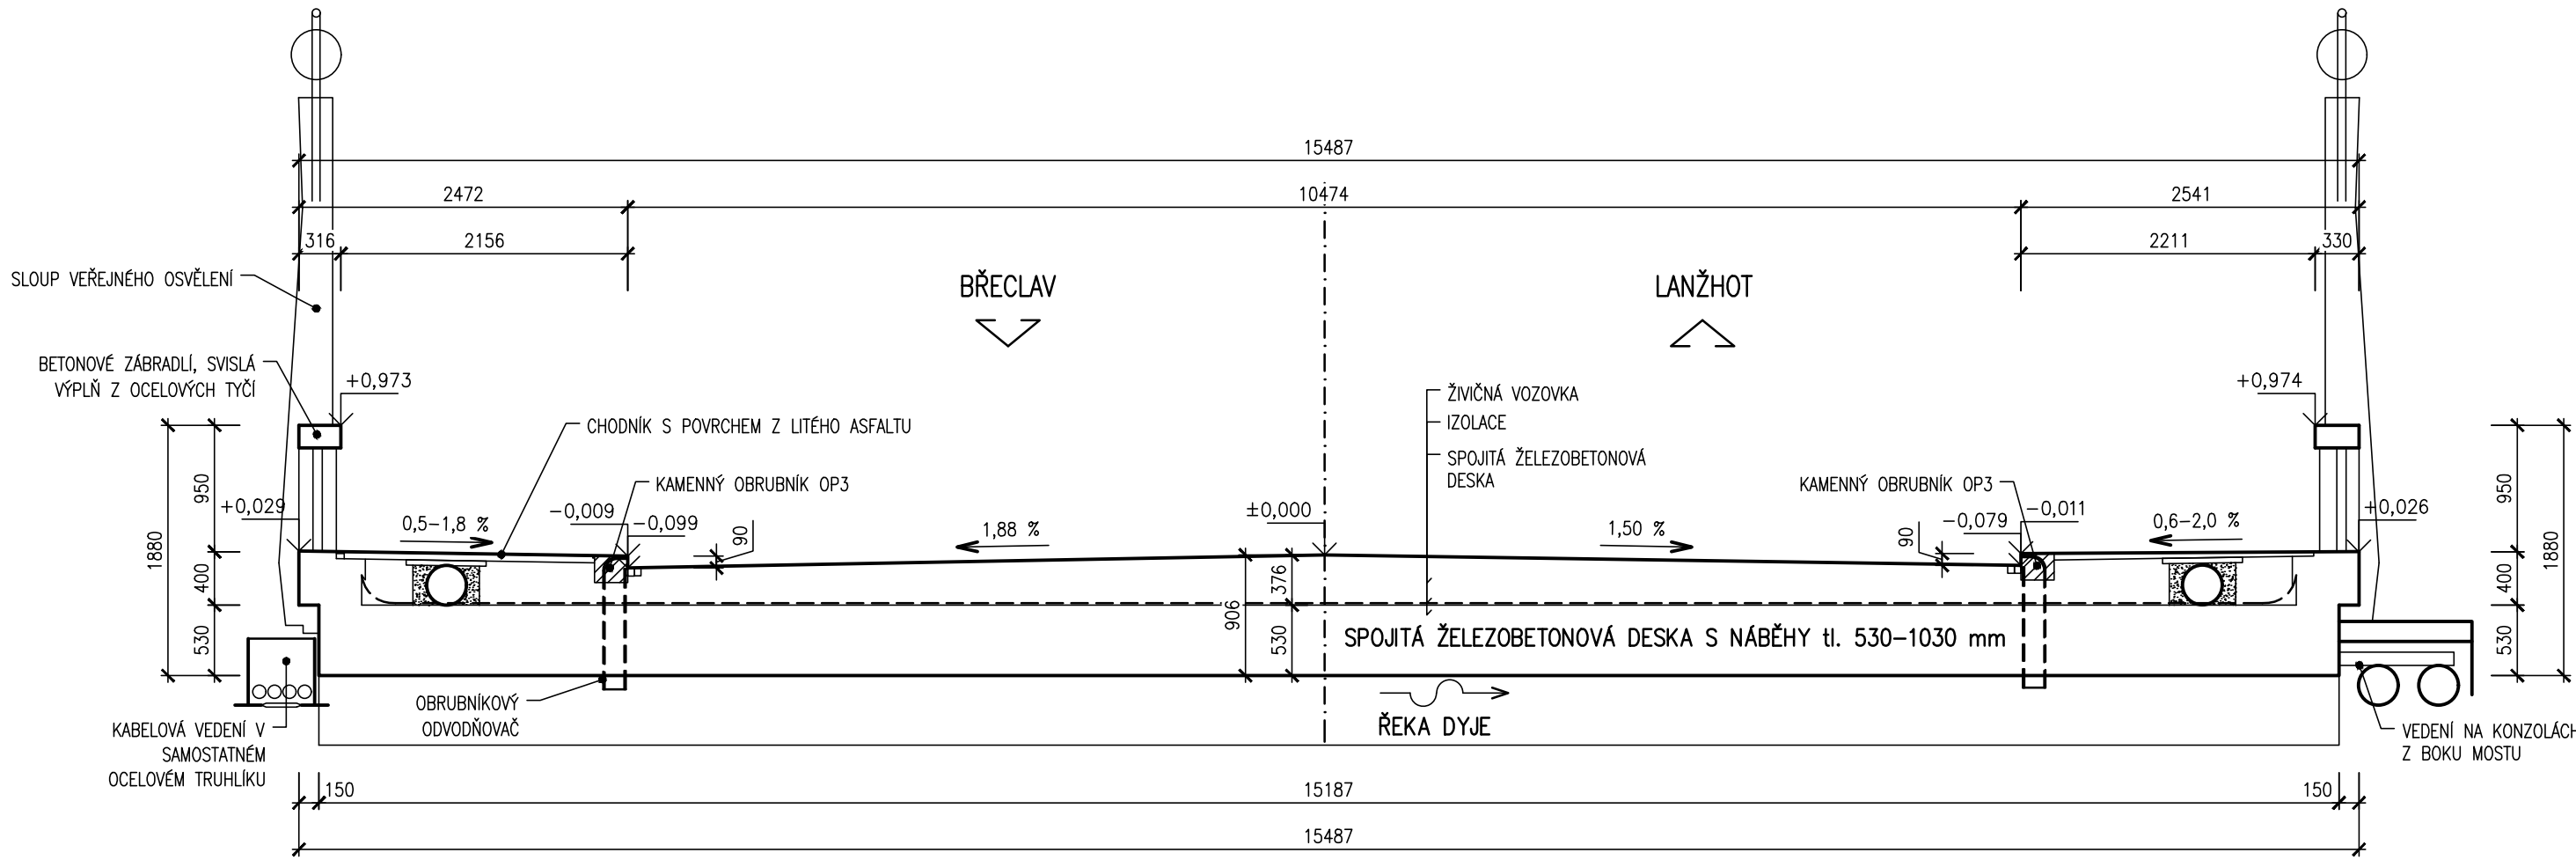 15487
2472
10474
2541
316
2156
2211
330
SLOUP VEŘEJNÉHO OSVĚLENÍ
BŘECLAV
LANŽHOT
BETONOVÉ ZÁBRADLÍ, SVISLÁ
VÝPLŇ Z OCELOVÝCH TYČÍ
+0,973
+0,974
ŽIVIČNÁ VOZOVKA
IZOLACE
SPOJITÁ ŽELEZOBETONOVÁ
DESKA
CHODNÍK S POVRCHEM Z LITÉHO ASFALTU
KAMENNÝ OBRUBNÍK OP3
KAMENNÝ OBRUBNÍK OP3
1880
950
400
530
+0,029
0,5–1,8 %
-0,009
-0,099
90
1,88 %
±0,000
1,50 %
90
-0,079
-0,011
0,6–2,0 %
+0,026
950
400
530
1880
906
376
530
SPOJITÁ ŽELEZOBETONOVÁ DESKA S NÁBĚHY tl. 530–1030 mm
OBRUBNÍKOVÝ
ODVODŇOVAČ
ŘEKA DYJE
KABELOVÁ VEDENÍ V
SAMOSTATNÉM
OCELOVÉM TRUHLÍKU
VEDENÍ NA KONZOLÁCH
Z BOKU MOSTU
150
15187
150
15487